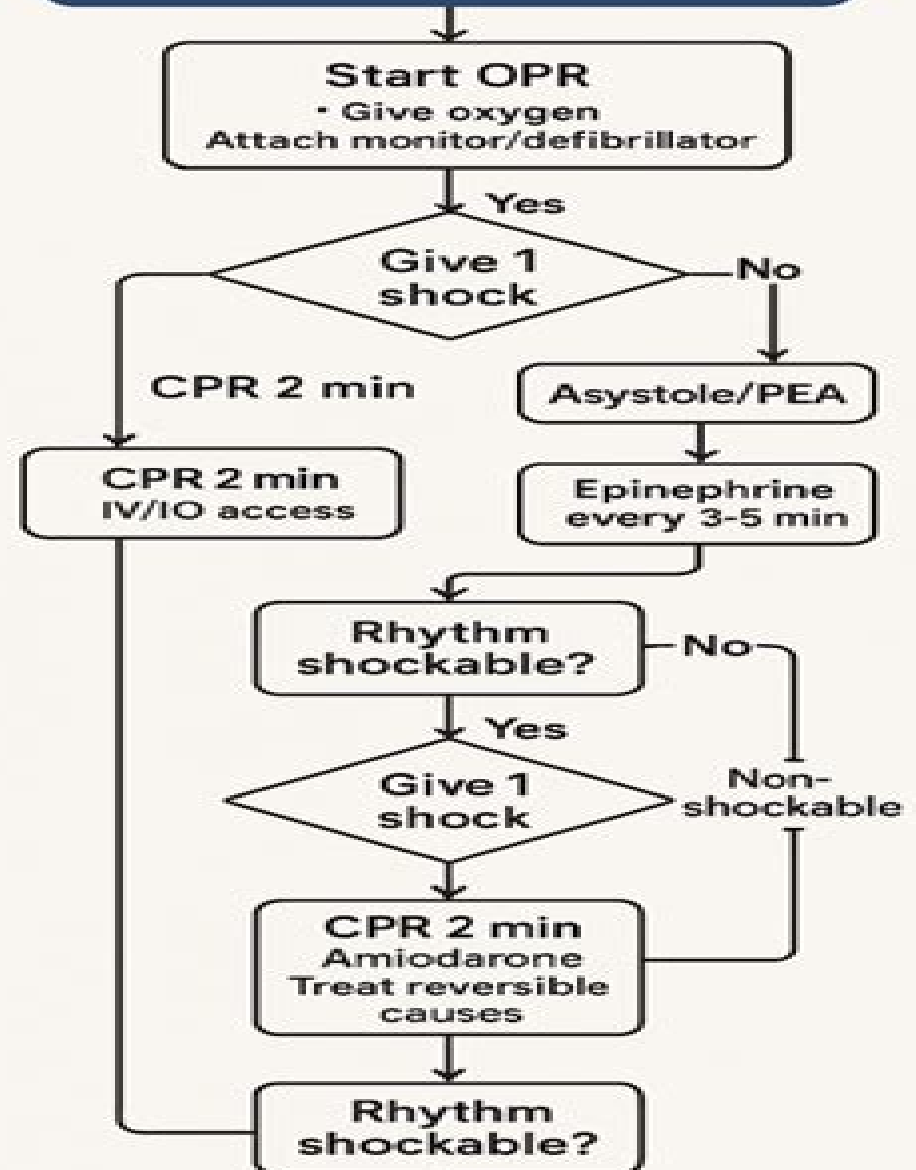 Start OPR
• Give oxygen
Attach monitor/defibrillator
Yes
Give 1
shock
No
CPR 2 min
Asystole/PEA
CPR 2 min
IV/IO access
Epinephrine
every 3-5 min
Rhythm
shockable?
No
Yes
Give 1
shock
Non-
shockable
CPR 2 min
Amiodarone
Treat reversible
causes
Rhythm
shockable?